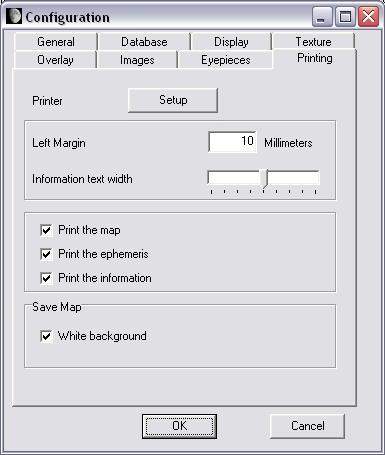 Configuration
General Database Display Texture
Overlay Images Eyepieces Printing
Printer Setup
Left Margin 10 Millimeters
Information text width
Print the map
Print the ephemeris
Print the information
Save Map
White background
OK Cancel